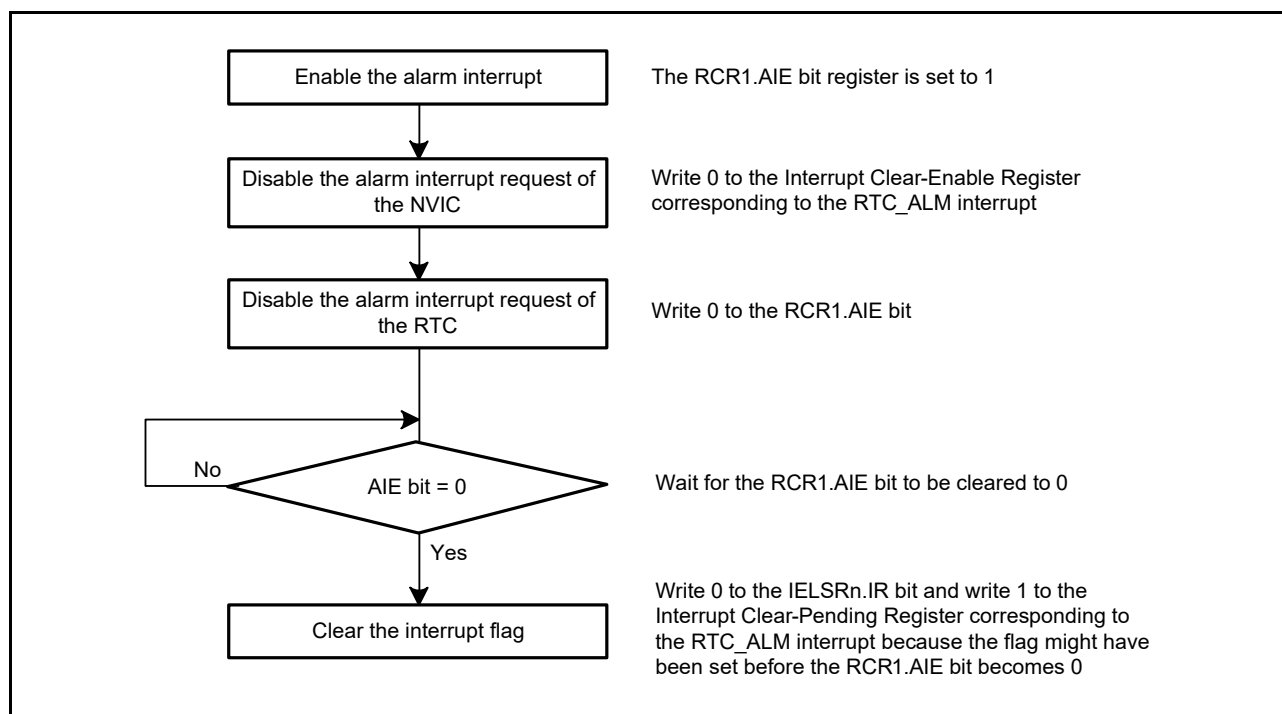 Enable the alarm interrupt
The RCR1.AIE bit register is set to 1
Disable the alarm interrupt request of
the NVIC
Write 0 to the Interrupt Clear-Enable Register
corresponding to the RTC_ALM interrupt
Disable the alarm interrupt request of
the RTC
Write 0 to the RCR1.AIE bit
No
AIE bit = 0
Wait for the RCR1.AIE bit to be cleared to 0
Yes
Clear the interrupt flag
Write 0 to the IELSRn.IR bit and write 1 to the
Interrupt Clear-Pending Register corresponding to
the RTC_ALM interrupt because the flag might have
been set before the RCR1.AIE bit becomes 0